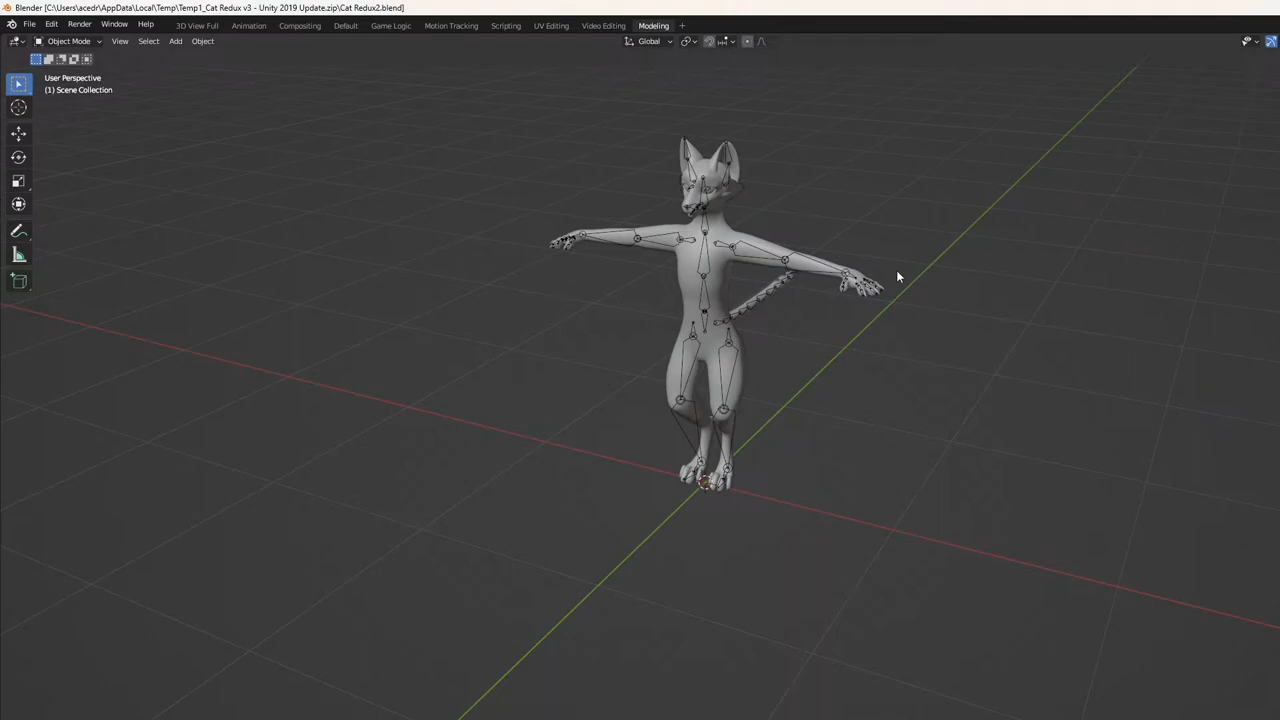 Blender [C:\Users\acedr\AppData\Local\Temp\Temp1_Cat Redux v3 - Unity 2019 Update.zip\Cat Redux2.blend]
File Edit Render Window Help 3D View Full Animation Compositing Default Game Logic Motion Tracking Scripting UV Editing Video Editing Modeling +
Object Mode View Select Add Object Global
User Perspective
(1) Scene Collection